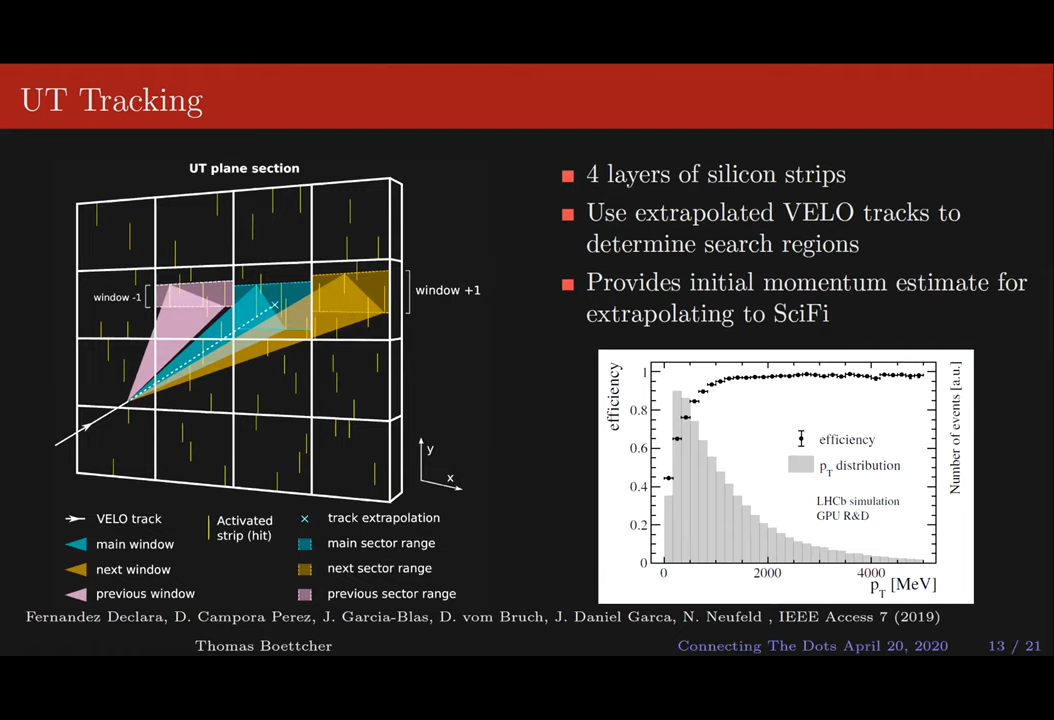 UT Tracking
UT plane section
window -1
window +1
y
x
VELO track
main window
next window
previous window
Activated
strip (hit)
track extrapolation
main sector range
next sector range
previous sector range
4 layers of silicon strips
Use extrapolated VELO tracks to
determine search regions
Provides initial momentum estimate for
extrapolating to SciFi
efficiency
1
0.8
0.6
0.4
0.2
0
0
2000
4000
pT [MeV]
Number of events [a.u.]
efficiency
pT distribution
LHCb simulation
GPU R&D
Fernandez Declara, D. Campora Perez, J. Garcia-Blas, D. vom Bruch, J. Daniel Garca, N. Neufeld , IEEE Access 7 (2019)
Thomas Boettcher
Connecting The Dots April 20, 2020
13 / 21